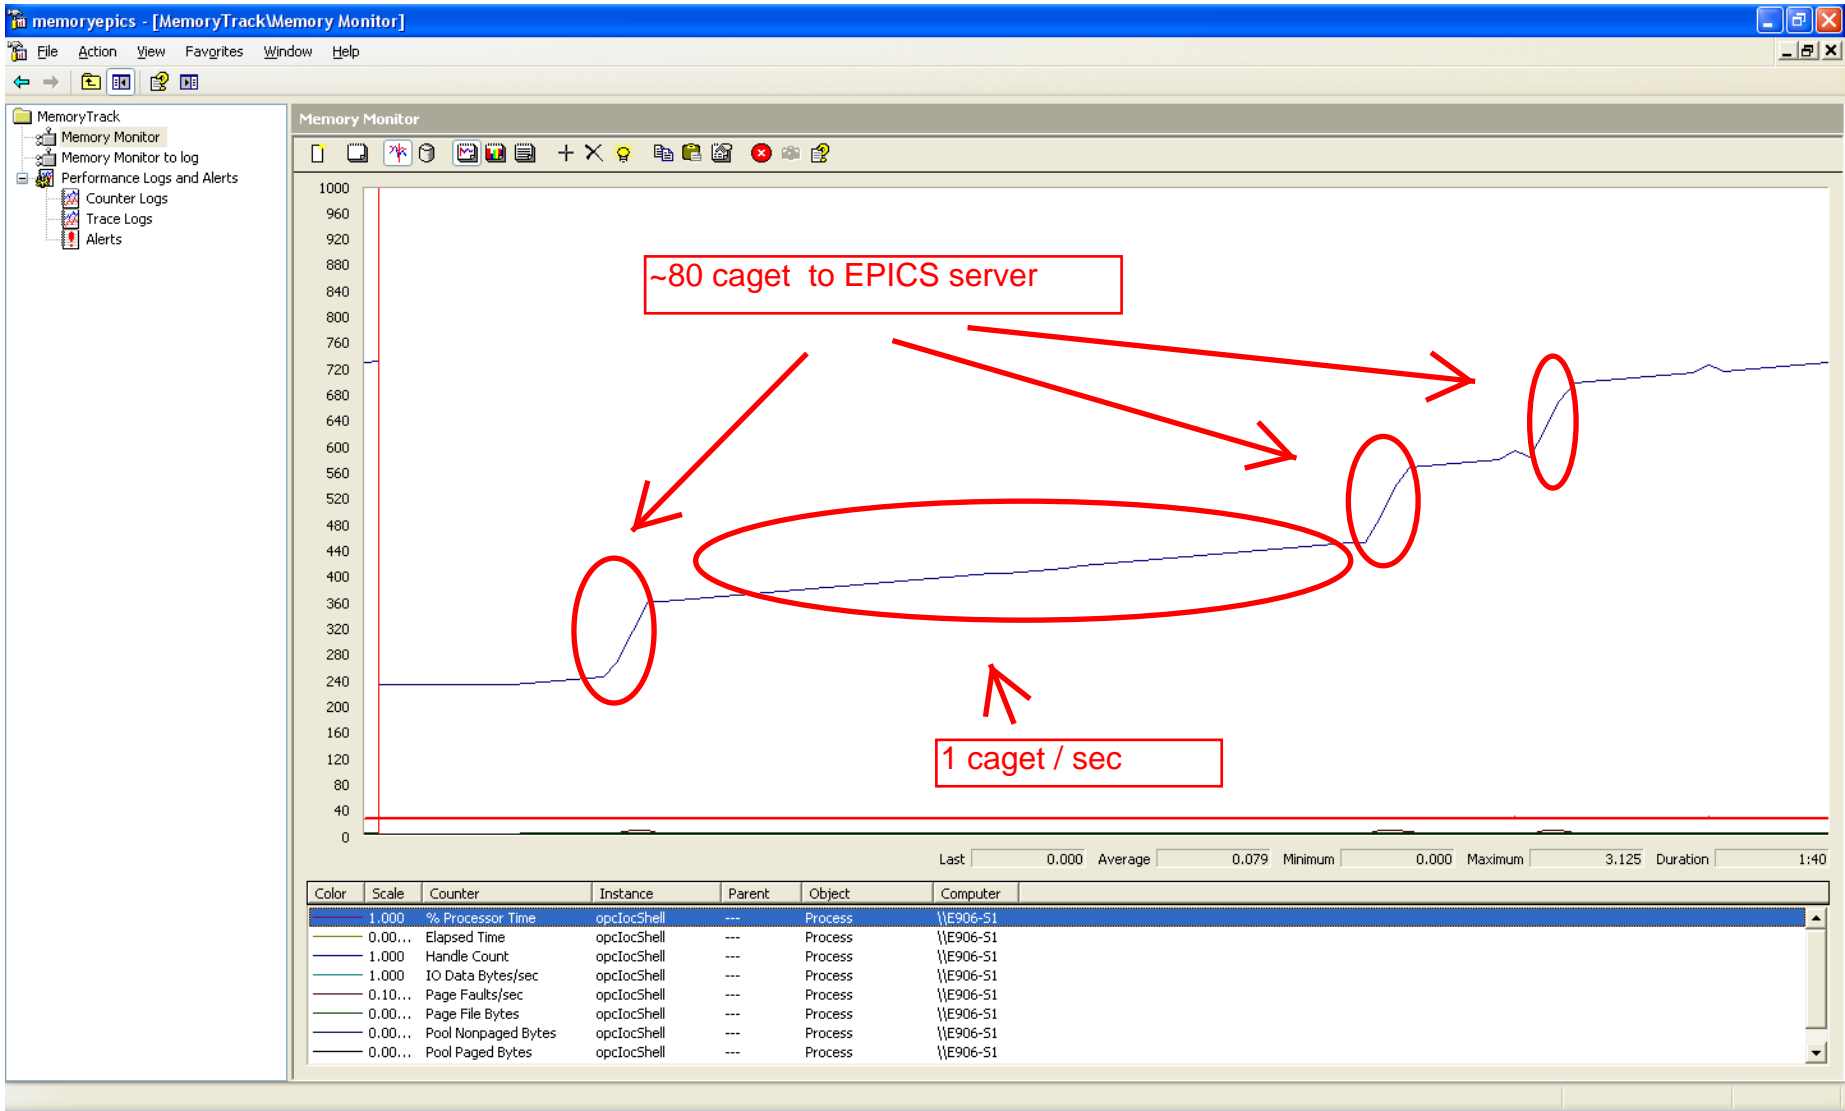 memoryepics - [MemoryTrack\Memory Monitor]
File Action View Favorites Window Help
MemoryTrack
Memory Monitor
Memory Monitor to log
Performance Logs and Alerts
Counter Logs
Trace Logs
Alerts
Memory Monitor
1000
960
920
880
840
800
760
720
680
640
600
560
520
480
440
400
360
320
280
240
200
160
120
80
40
0
~80 caget to EPICS server
1 caget / sec
Last 0.000 Average 0.079 Minimum 0.000 Maximum 3.125 Duration 1:40
Color Scale Counter Instance Parent Object Computer
1.000 % Processor Time opcIocShell --- Process \\E906-S1
0.00... Elapsed Time opcIocShell --- Process \\E906-S1
1.000 Handle Count opcIocShell --- Process \\E906-S1
1.000 IO Data Bytes/sec opcIocShell --- Process \\E906-S1
0.10... Page Faults/sec opcIocShell --- Process \\E906-S1
0.00... Page File Bytes opcIocShell --- Process \\E906-S1
0.00... Pool Nonpaged Bytes opcIocShell --- Process \\E906-S1
0.00... Pool Paged Bytes opcIocShell --- Process \\E906-S1